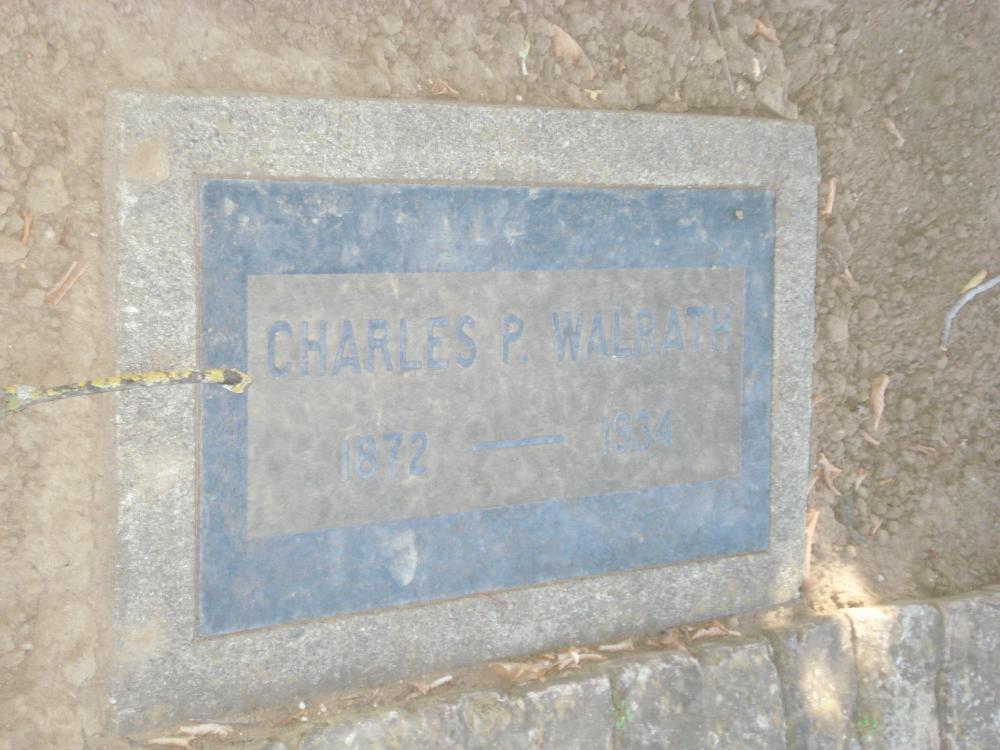 CHARLES P. WALRATH
1872 — 1934